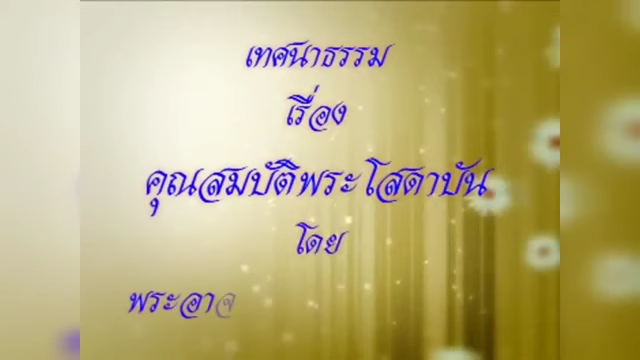 เทศนาธรรม
เรื่อง
คุณสมบัติพระโสดาบัน
โดย
พระอาจ